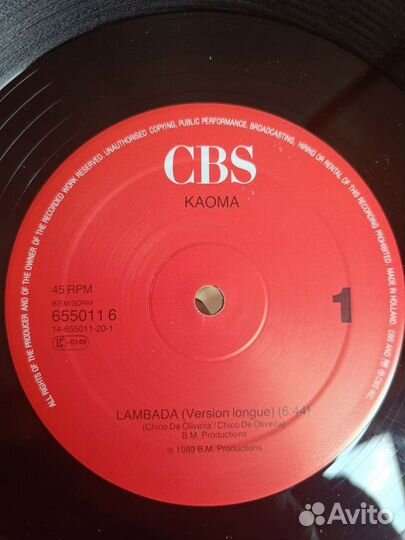 ALL RIGHTS OF THE PRODUCER AND OF THE OWNER OF THE RECORDED WORK RESERVED. UNAUTHORISED COPYING, PUBLIC PERFORMANCE, BROADCASTING, HIRING OR RENTAL OF THIS RECORDING PROHIBITED. MADE IN HOLLAND.
CBS
KAOMA
45 RPM
BIEM/SDRM
655011 6
14-655011-20-1
LC -0149
1
LAMBADA (Version longue) (6:44)
(Chico De Oliveira / Chico De Oliveira)
B.M. Productions
℗ 1989 B.M. Productions
Avito